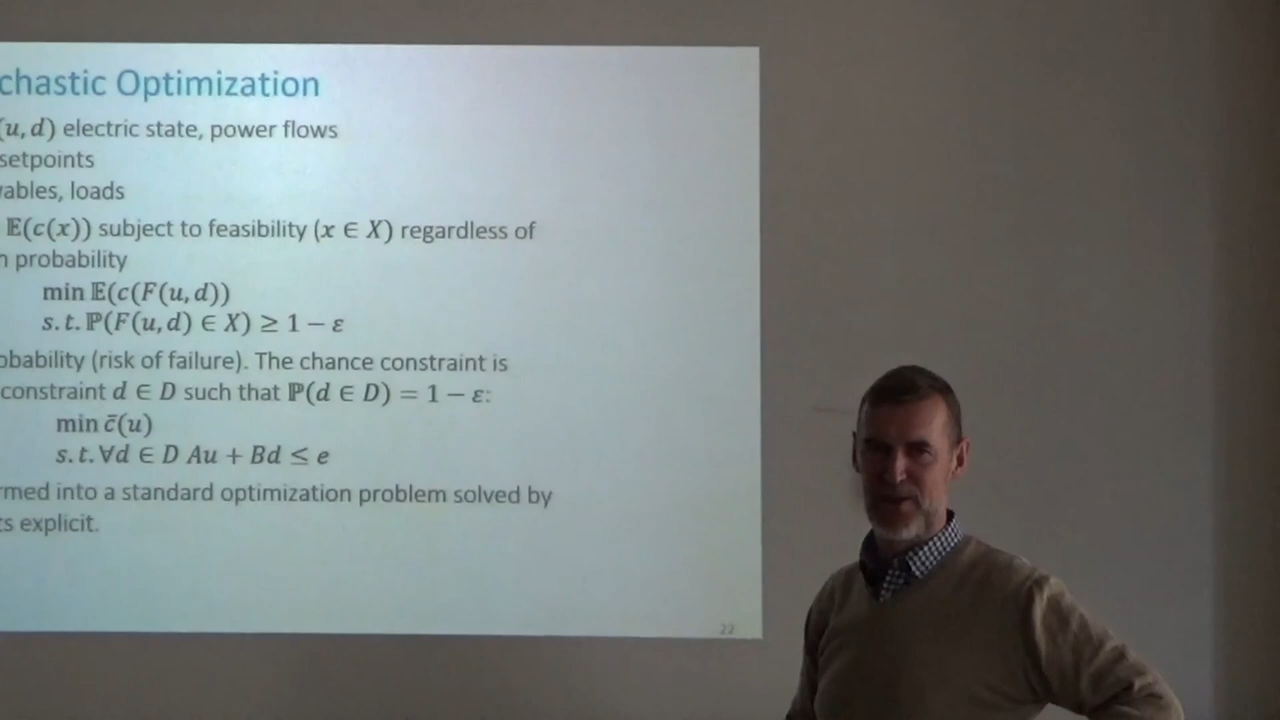 chastic Optimization
(u, d) electric state, power flows
setpoints
ables, loads
𝔼(c(x)) subject to feasibility (x ∈ X) regardless of
probability
min 𝔼(c(F(u, d))
s. t. ℙ(F(u, d) ∈ X) ≥ 1 − ε
obability (risk of failure). The chance constraint is
constraint d ∈ D such that ℙ(d ∈ D) = 1 − ε:
min c̄(u)
s. t. ∀d ∈ D Au + Bd ≤ e
rmed into a standard optimization problem solved by
ts explicit.
22